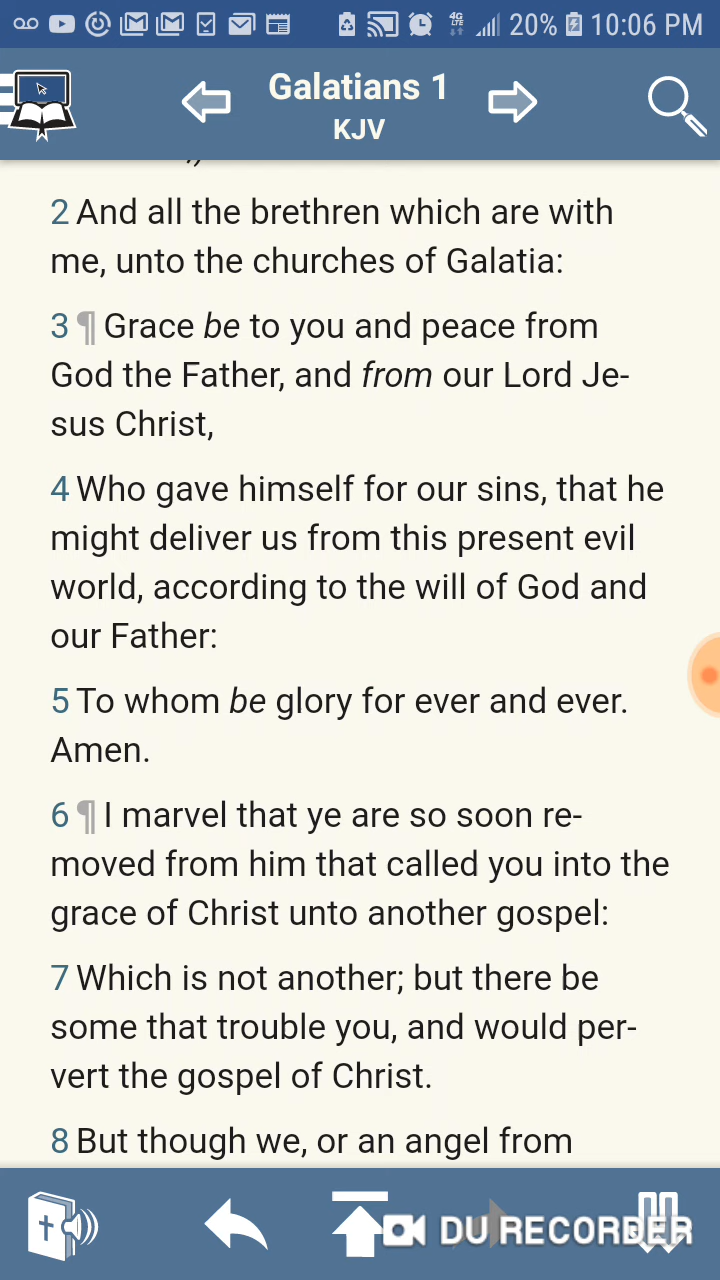 20% 10:06 PM
Galatians 1
KJV
2 And all the brethren which are with
me, unto the churches of Galatia:
3 ¶ Grace be to you and peace from
God the Father, and from our Lord Je-
sus Christ,
4 Who gave himself for our sins, that he
might deliver us from this present evil
world, according to the will of God and
our Father:
5 To whom be glory for ever and ever.
Amen.
6 ¶ I marvel that ye are so soon re-
moved from him that called you into the
grace of Christ unto another gospel:
7 Which is not another; but there be
some that trouble you, and would per-
vert the gospel of Christ.
8 But though we, or an angel from
DU RECORDER